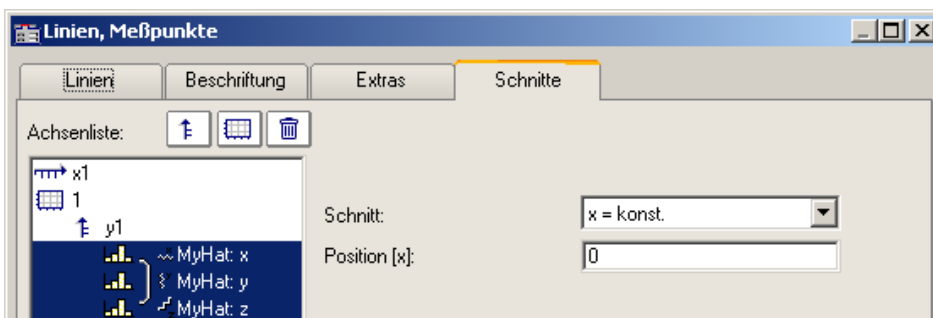 Linien, Meßpunkte
Linien Beschriftung Extras Schnitte
Achsenliste:
x1
1
y1
MyHat: x
MyHat: y
MyHat: z
Schnitt: x = konst.
Position [x]: 0